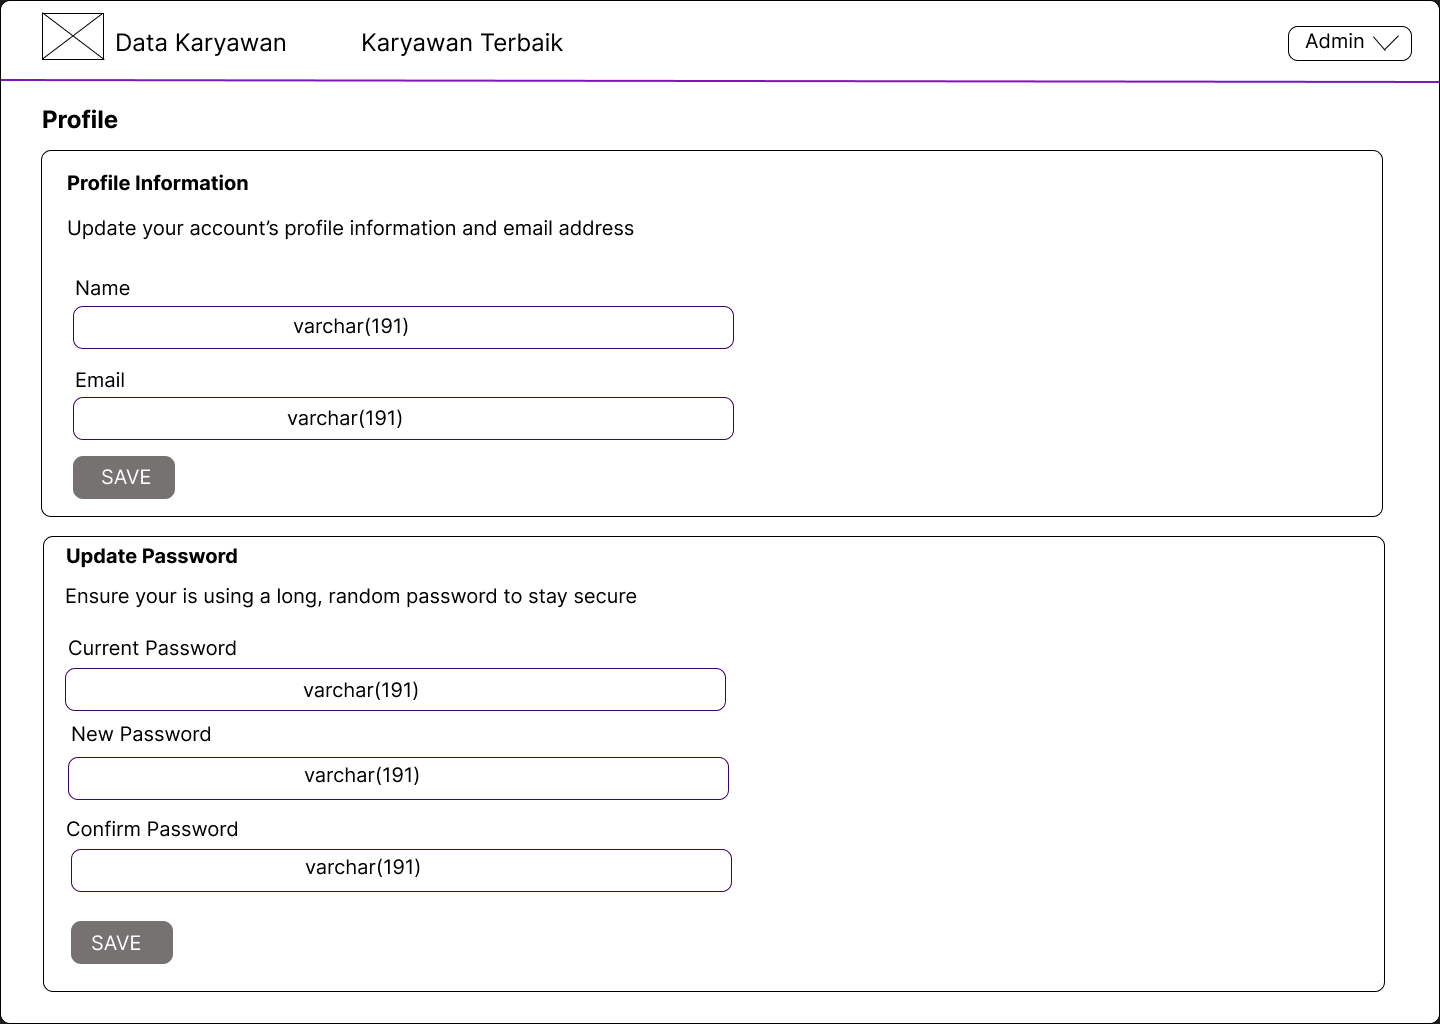 Data Karyawan Karyawan Terbaik Admin
Profile
Profile Information
Update your account’s profile information and email address
Name
varchar(191)
Email
varchar(191)
SAVE
Update Password
Ensure your is using a long, random password to stay secure
Current Password
varchar(191)
New Password
varchar(191)
Confirm Password
varchar(191)
SAVE